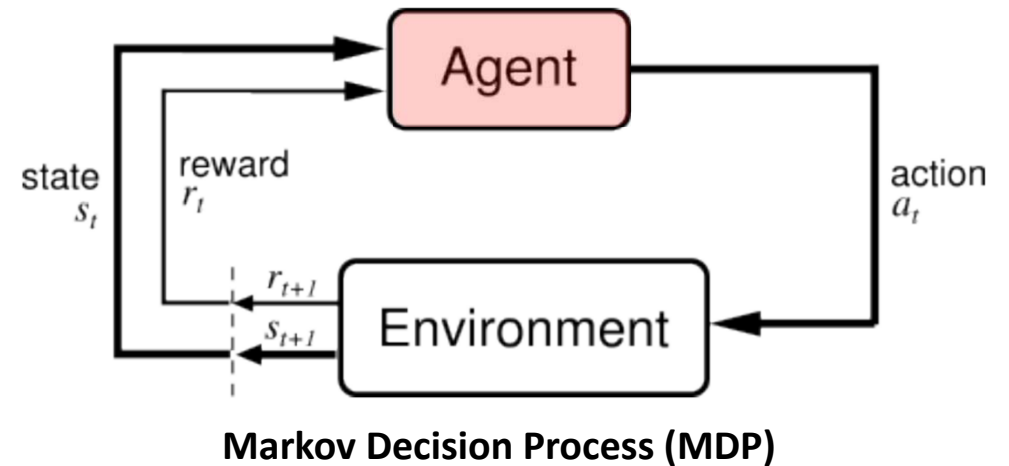 Agent
state
s_t
reward
r_t
action
a_t
r_{t+1}
s_{t+1}
Environment
Markov Decision Process (MDP)